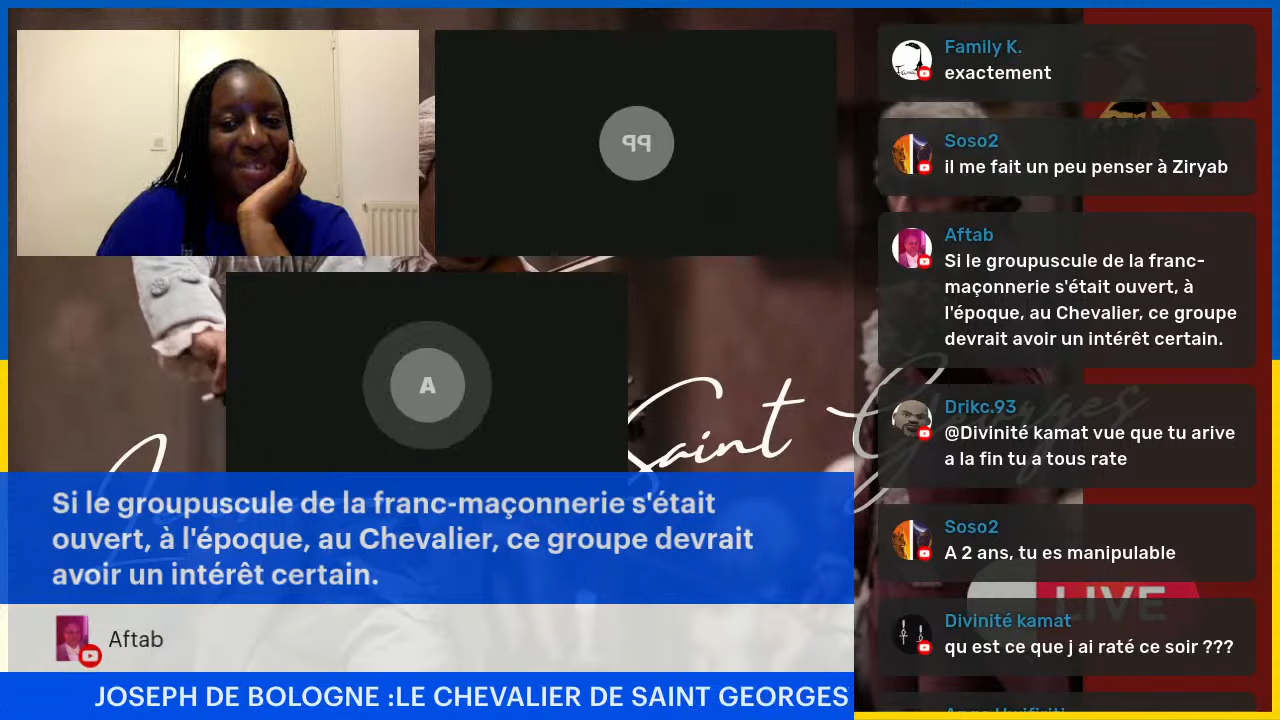 ꟼꟼ
A
Saint Georges
Si le groupuscule de la franc-maçonnerie s'était
ouvert, à l'époque, au Chevalier, ce groupe devrait
avoir un intérêt certain.
Aftab
JOSEPH DE BOLOGNE :LE CHEVALIER DE SAINT GEORGES
Family K.
exactement
Soso2
il me fait un peu penser à Ziryab
Aftab
Si le groupuscule de la franc-
maçonnerie s'était ouvert, à
l'époque, au Chevalier, ce groupe
devrait avoir un intérêt certain.
Drikc.93
@Divinité kamat vue que tu arive
a la fin tu a tous rate
Soso2
A 2 ans, tu es manipulable
LIVE
Divinité kamat
qu est ce que j ai raté ce soir ???